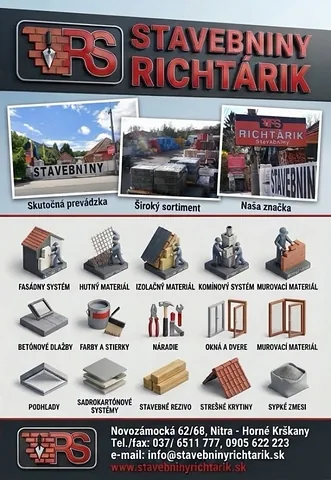 RS
STAVEBNINY
RICHTÁRIK
STAVEBNINY
RICHTÁRIK
Stavebniny
STAVEBNIN
Skutočná prevádzka
Široký sortiment
Naša značka
FASÁDNY SYSTÉM
HUTNÝ MATERIÁL
IZOLAČNÝ MATERIÁL
KOMÍNOVÝ SYSTÉM
MUROVACÍ MATERIÁL
BETÓNOVÉ DLAŽBY
FARBY A STIERKY
NÁRADIE
OKNÁ A DVERE
MUROVACÍ MATERIÁL
PODHLADY
SADROKARTÓNOVÉ
SYSTÉMY
STAVEBNÉ REZIVO
STREŠNÉ KRYTINY
SYPKÉ ZMESI
RS
Novozámocká 62/68, Nitra - Horné Krškany
Tel./fax: 037/ 6511 777, 0905 622 223
e-mail: info@stavebninyrichtarik.sk
www.stavebninyrichtarik.sk